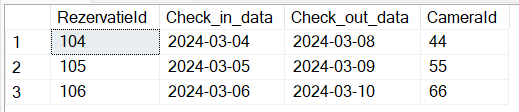 RezervatieId Check_in_data Check_out_data CameraId
1 104 2024-03-04 2024-03-08 44
2 105 2024-03-05 2024-03-09 55
3 106 2024-03-06 2024-03-10 66